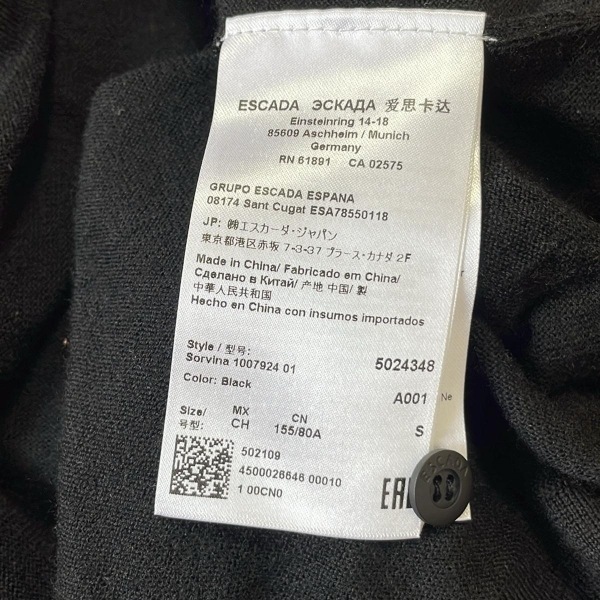 ESCADA ЭСКАДА 爱思卡达
Einsteinring 14-18
85609 Aschheim / Munich
Germany
RN 61891 CA 02575
GRUPO ESCADA ESPANA
08174 Sant Cugat ESA78550118
JP: ㈱エスカーダ・ジャパン
東京都港区赤坂 7-3-37 プラース・カナダ 2F
Made in China/ Fabricado em China/
Сделано в Китай/ 产地 中国/ 製
中華人民共和国
Hecho en China con insumos importados
Style / 型号:
Sorvina 1007924 01 5024348
Color: Black A001 Ne
Size/ MX CN
号型: CH 155/80A S
502109
4500026646 00010
1 00CN0
ESCADA